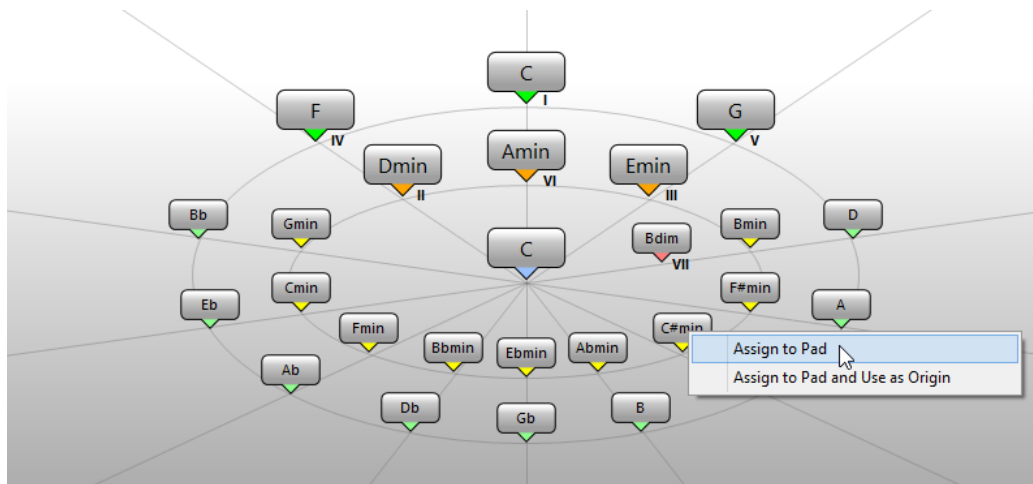 C
I
F
IV
G
V
Amin
VI
Dmin
II
Emin
III
Bb
Gmin
C
Bdim
VII
Bmin
D
Eb
Cmin
F#min
A
Fmin
Bbmin
Ebmin
Abmin
C#min
Assign to Pad
Assign to Pad and Use as Origin
Ab
Db
Gb
B